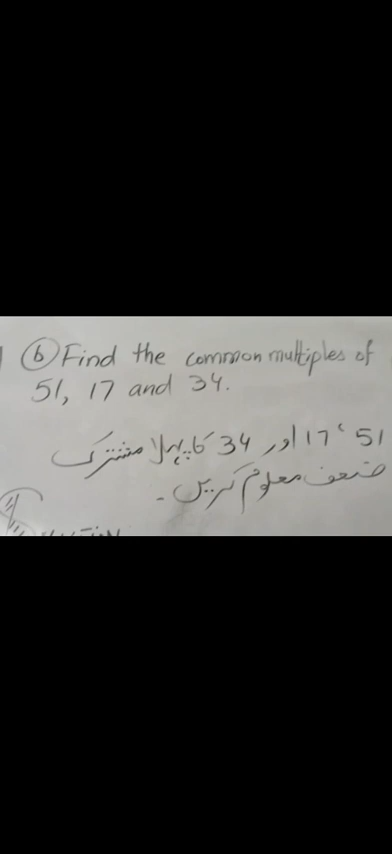 (b) Find the common multiples of
51, 17 and 34.
51، 17 اور 34 کا پہلا مشترک
ضعف معلوم کریں۔